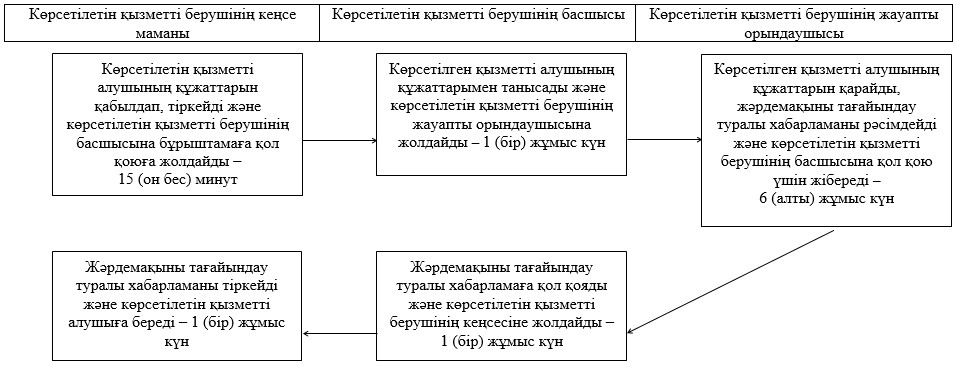 Көрсетілетін қызметті берушінің кеңсе
маманы
Көрсетілетін қызметті берушінің басшысы
Көрсетілетін қызметті берушінің жауапты
орындаушысы
Көрсетілетін қызметті
алушының құжаттарын
қабылдап, тіркейді және
көрсетілетін қызметті берушінің
басшысына бұрыштамаға қол
қоюға жолдайды –
15 (он бес) минут
Көрсетілген қызметті алушының
құжаттарымен танысады және
көрсетілетін қызметті берушінің
жауапты орындаушысына
жолдайды – 1 (бір) жұмыс күн
Көрсетілген қызметті алушының
құжаттарын қарайды,
жәрдемақыны тағайындау
туралы хабарламаны рәсімдейді
және көрсетілетін қызметті
берушінің басшысына қол қою
үшін жібереді –
6 (алты) жұмыс күн
Жәрдемақыны тағайындау
туралы хабарламаны тіркейді
және көрсетілетін қызметті
алушыға береді – 1 (бір) жұмыс
күн
Жәрдемақыны тағайындау
туралы хабарламаға қол қояды
және көрсетілетін қызметті
берушінің кеңсесіне жолдайды –
1 (бір) жұмыс күн